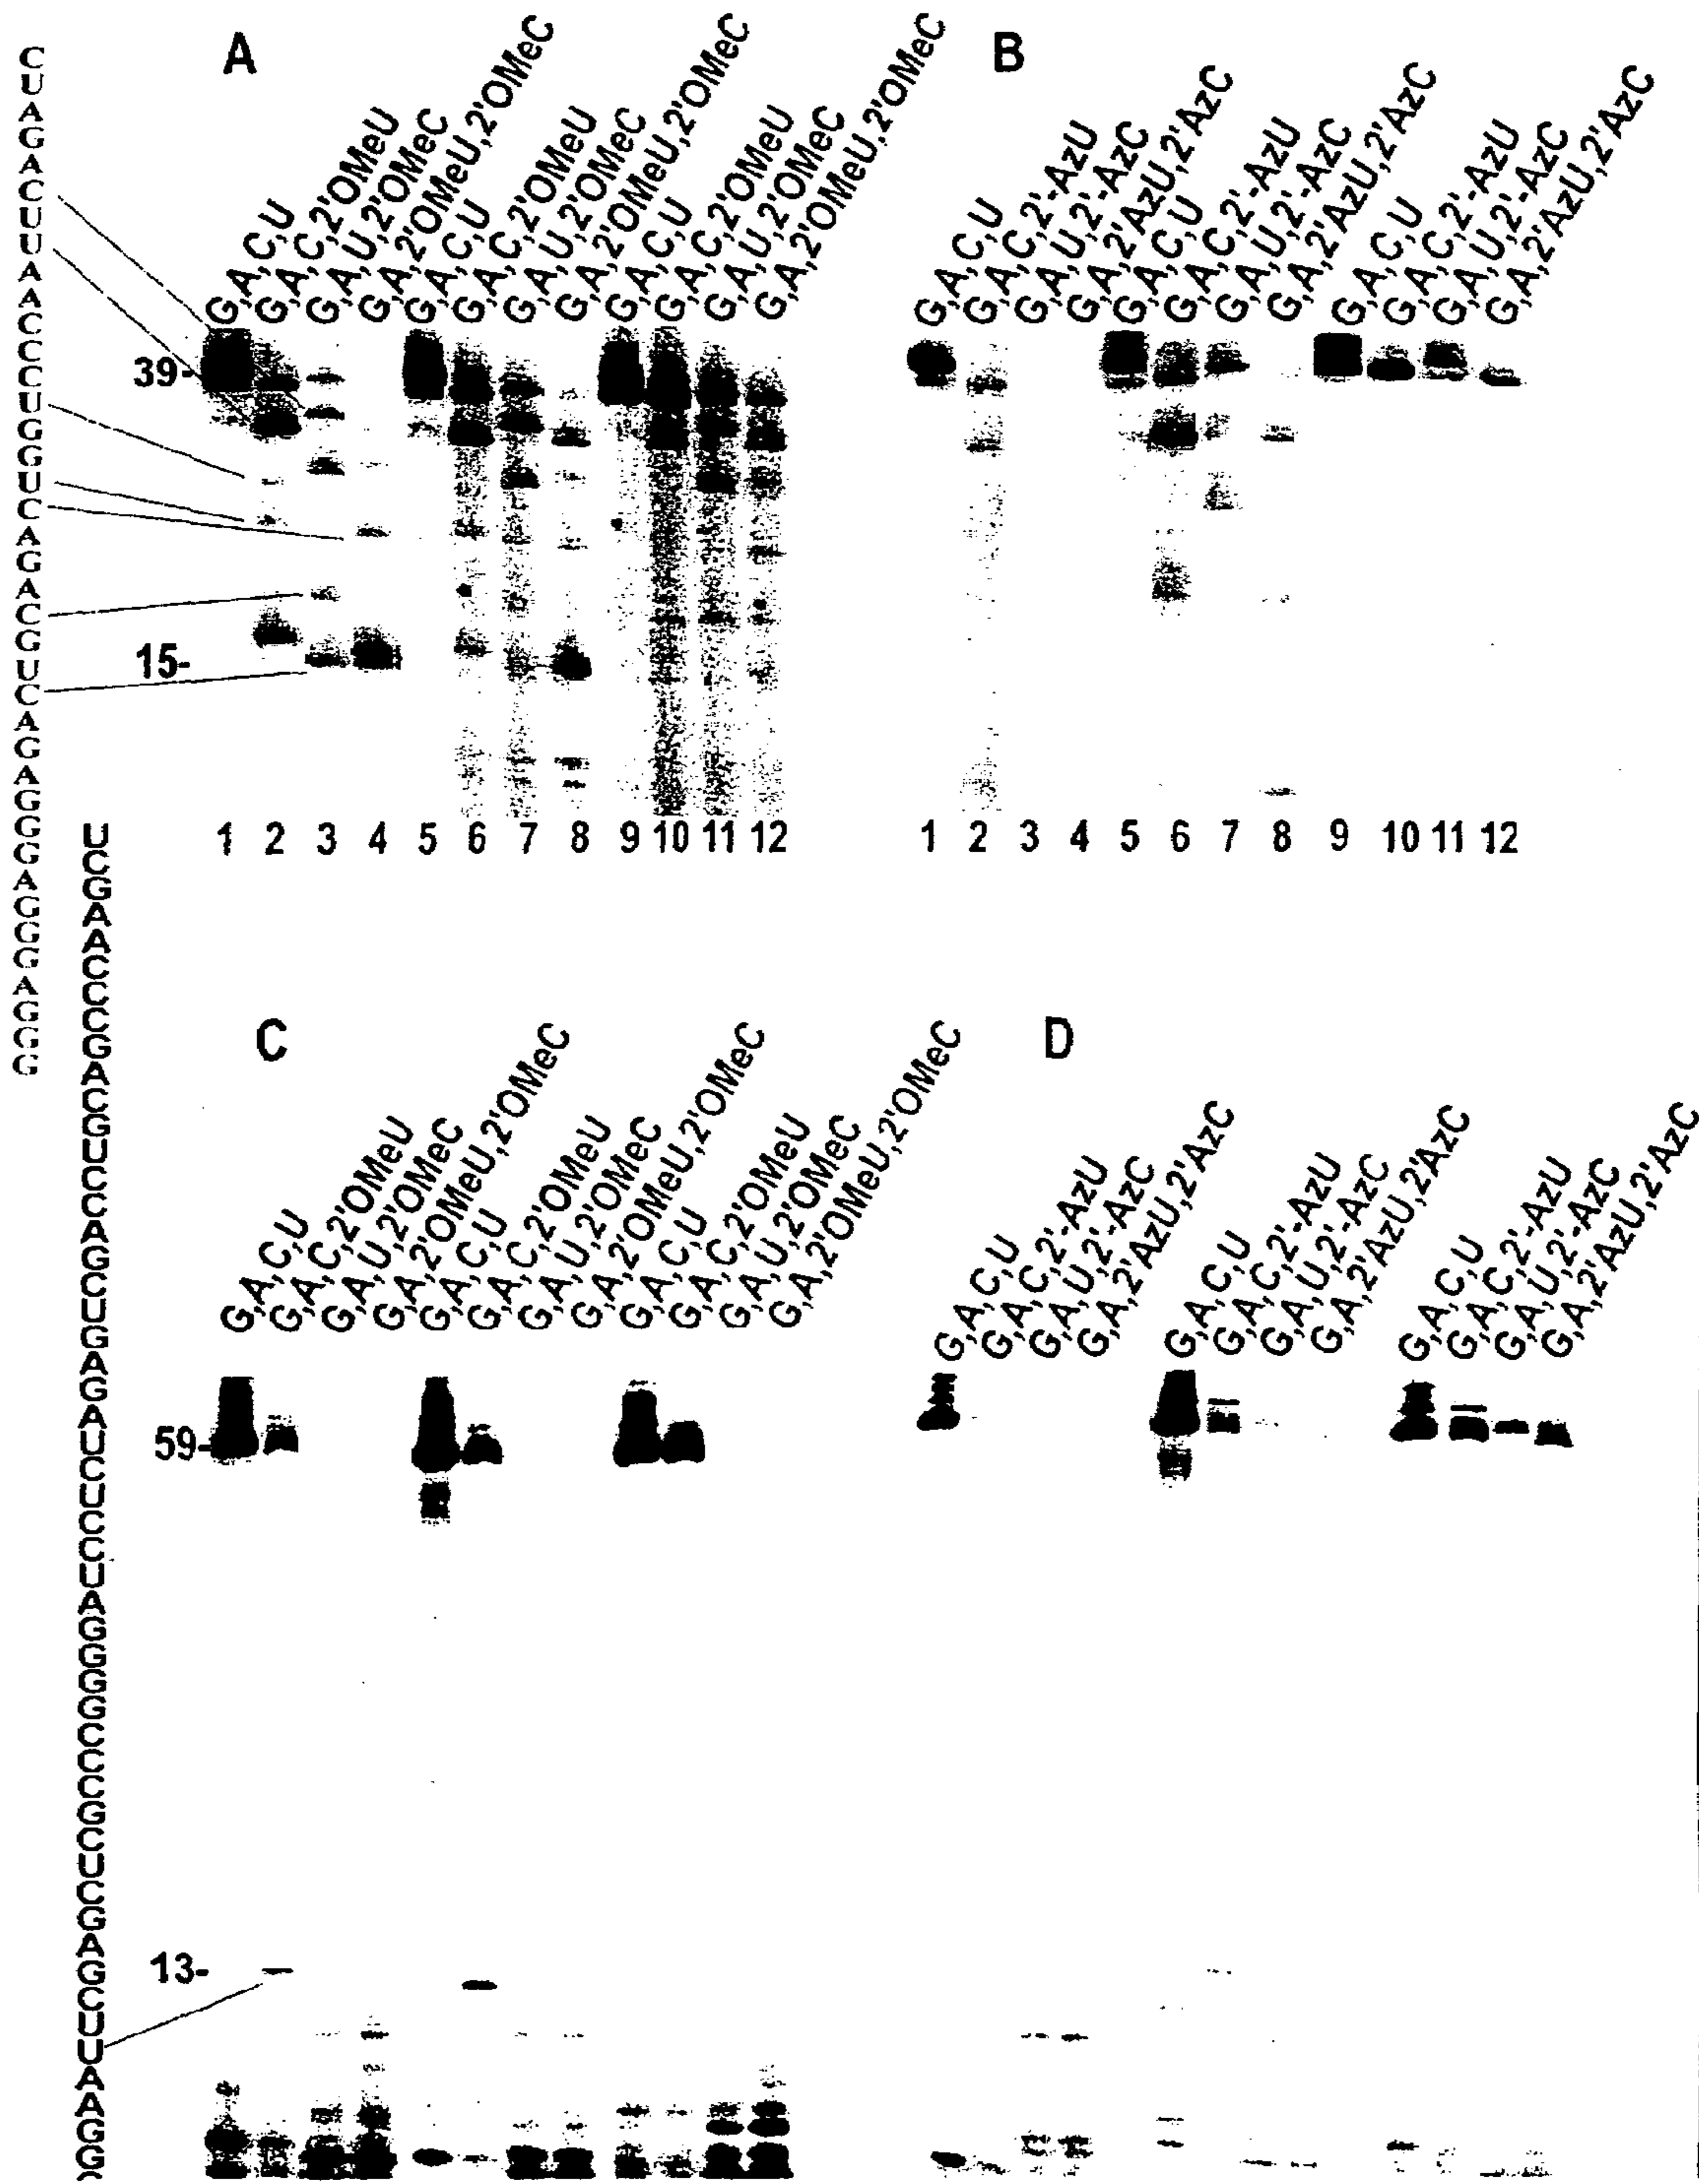 CUAGACUUAACCCUGGUCAGACGUCAGAGGGAGGGAGGG
UCGAACCCGACGUCCAGCUGAGAUCUCCUAGGGGCCCGCUCGAGCUUAAGG
A
G,A,C,U
G,A,C,2'OMeU
G,A,U,2'OMeC
G,A,2'OMeU,2'OMeC
G,A,C,U
G,A,C,2'OMeU
G,A,U,2'OMeC
G,A,2'OMeU,2'OMeC
G,A,C,U
G,A,C,2'OMeU
G,A,U,2'OMeC
G,A,2'OMeU,2'OMeC
39-
15-
1 2 3 4 5 6 7 8 9 10 11 12
B
G,A,C,U
G,A,C,2'-AzU
G,A,U,2'-AzC
G,A,2'AzU,2'AzC
G,A,C,U
G,A,C,2'-AzU
G,A,U,2'-AzC
G,A,2'AzU,2'AzC
G,A,C,U
G,A,C,2'-AzU
G,A,U,2'-AzC
G,A,2'AzU,2'AzC
1 2 3 4 5 6 7 8 9 10 11 12
C
G,A,C,U
G,A,C,2'OMeU
G,A,U,2'OMeC
G,A,2'OMeU,2'OMeC
G,A,C,U
G,A,C,2'OMeU
G,A,U,2'OMeC
G,A,2'OMeU,2'OMeC
G,A,C,U
G,A,C,2'OMeU
G,A,U,2'OMeC
G,A,2'OMeU,2'OMeC
59-
13-
D
G,A,C,U
G,A,C,2'-AzU
G,A,U,2'-AzC
G,A,2'AzU,2'AzC
G,A,C,U
G,A,C,2'-AzU
G,A,U,2'-AzC
G,A,2'AzU,2'AzC
G,A,C,U
G,A,C,2'-AzU
G,A,U,2'-AzC
G,A,2'AzU,2'AzC